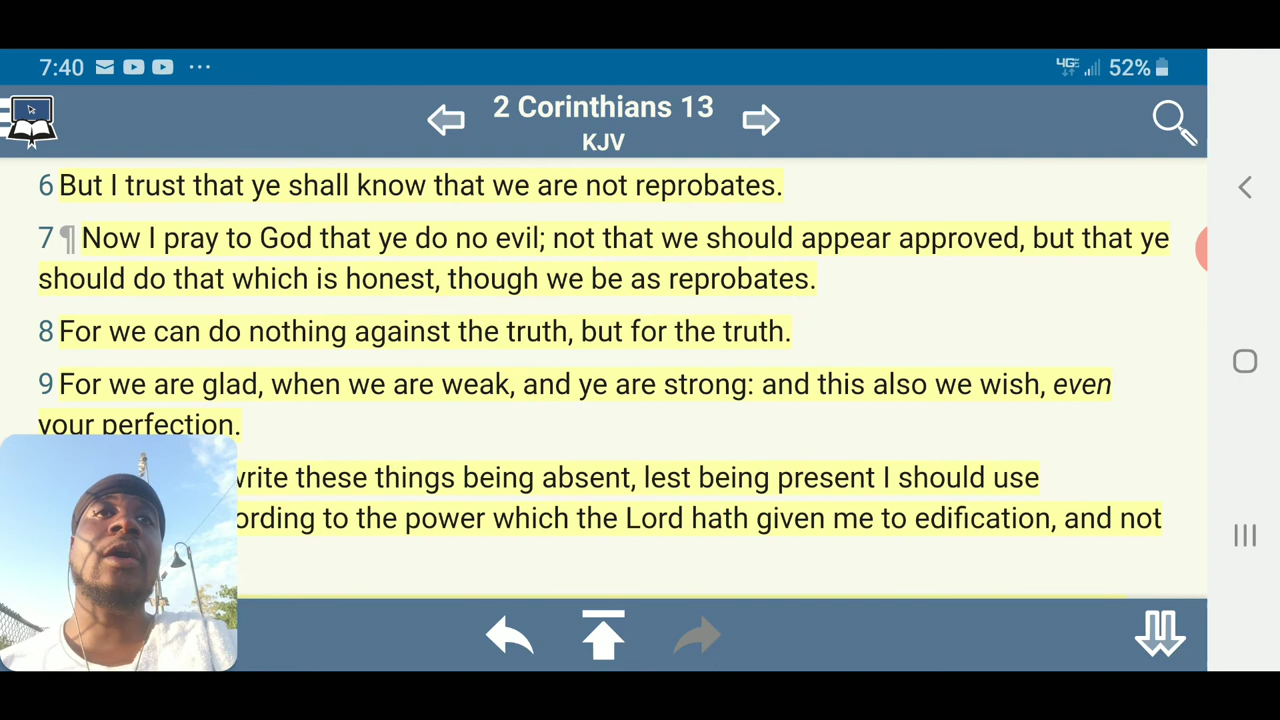 7:40 ... 4GE 52%
2 Corinthians 13
KJV
6 But I trust that ye shall know that we are not reprobates.
7 ¶ Now I pray to God that ye do no evil; not that we should appear approved, but that ye
should do that which is honest, though we be as reprobates.
8 For we can do nothing against the truth, but for the truth.
9 For we are glad, when we are weak, and ye are strong: and this also we wish, even
your perfection.
write these things being absent, lest being present I should use
ording to the power which the Lord hath given me to edification, and not